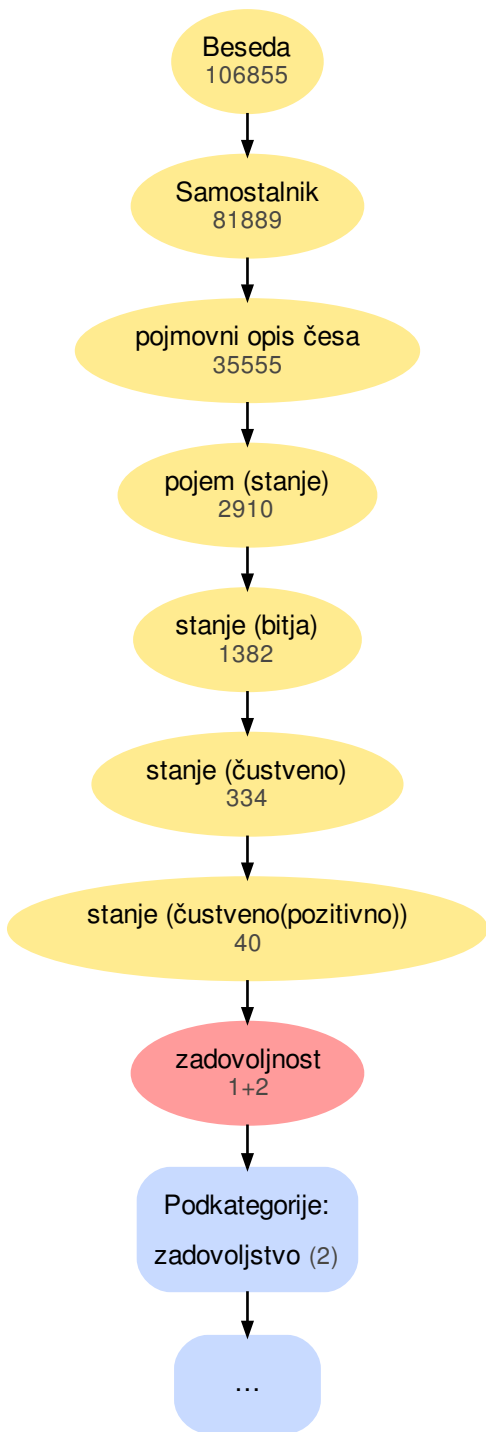 Beseda
106855
Samostalnik
81889
pojmovni opis česa
35555
pojem (stanje)
2910
stanje (bitja)
1382
stanje (čustveno)
334
stanje (čustveno(pozitivno))
40
zadovoljnost
1+2
Podkategorije:
zadovoljstvo (2)
...